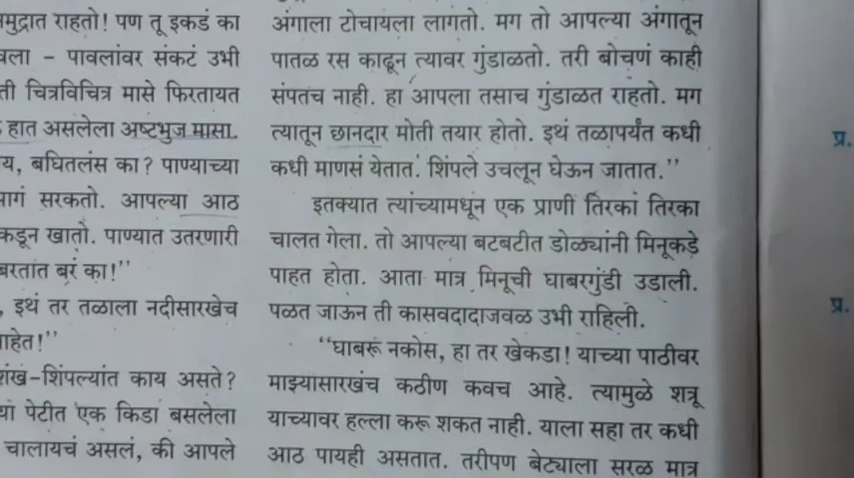 मुद्रात राहतो! पण तू इकडं का
वला - पावलांवर संकटं उभी
ती चित्रविचित्र मासे फिरतायत
हात असलेला अष्टभुज मासा.
य, बघितलंस का? पाण्याच्या
मागं सरकतो. आपल्या आठ
कडून खातो. पाण्यात उतरणारी
बरतात बरं का!”
, इथं तर तळाला नदीसारखेच
आहेत!”
शंख-शिंपल्यांत काय असते?
या पेटीत एक किडा बसलेला
चालायचं असलं, की आपले
अंगाला टोचायला लागतो. मग तो आपल्या अंगातून
पातळ रस काढून त्यावर गुंडाळतो. तरी बोचणं काही
संपतच नाही. हा आपला तसाच गुंडाळत राहतो. मग
त्यातून छानदार मोती तयार होतो. इथं तळापर्यंत कधी
कधी माणसं येतात. शिंपले उचलून घेऊन जातात.”
इतक्यात त्यांच्यामधून एक प्राणी तिरका तिरका
चालत गेला. तो आपल्या बटबटीत डोळ्यांनी मिनूकडे
पाहत होता. आता मात्र मिनूची घाबरगुंडी उडाली.
पळत जाऊन ती कासवदादाजवळ उभी राहिली.
“घाबरू नकोस, हा तर खेकडा! याच्या पाठीवर
माझ्यासारखंच कठीण कवच आहे. त्यामुळे शत्रू
याच्यावर हल्ला करू शकत नाही. याला सहा तर कधी
आठ पायही असतात. तरीपण बेट्याला सरळ मात्र
प्र.
प्र.